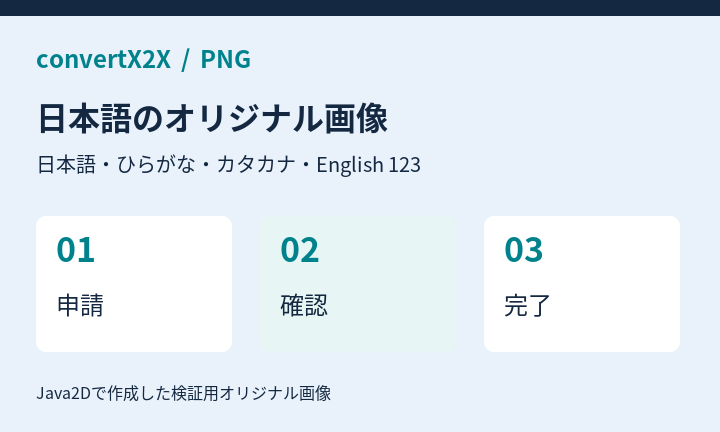 convertX2X / PNG
日本語のオリジナル画像
日本語・ひらがな・カタカナ・English 123
01
申請
02
確認
03
完了
Java2Dで作成した検証用オリジナル画像